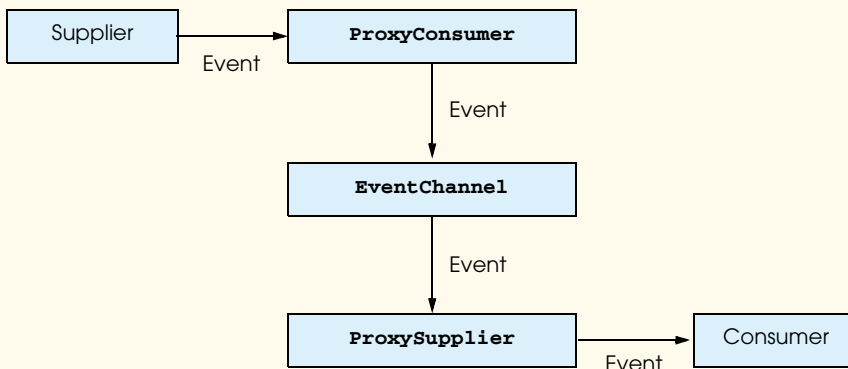 Supplier
ProxyConsumer
Event
Event
EventChannel
Event
ProxySupplier
Consumer
Event